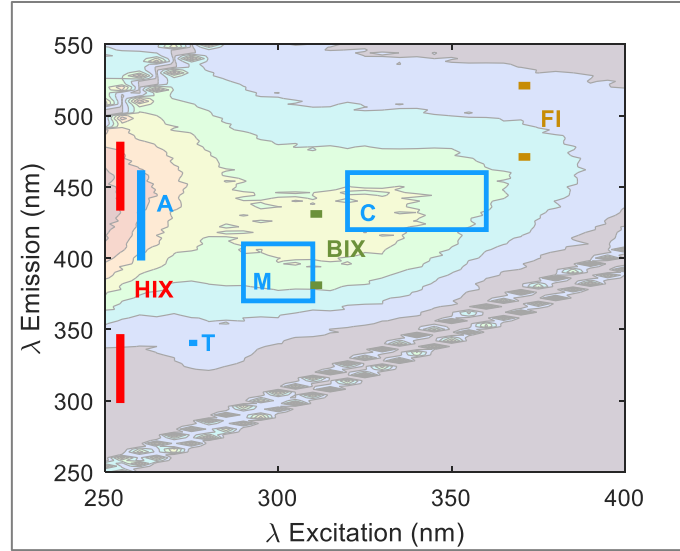 550
500
450
400
350
300
250
λ Emission (nm)
FI
A
C
BIX
M
HIX
T
250
300
350
400
λ Excitation (nm)